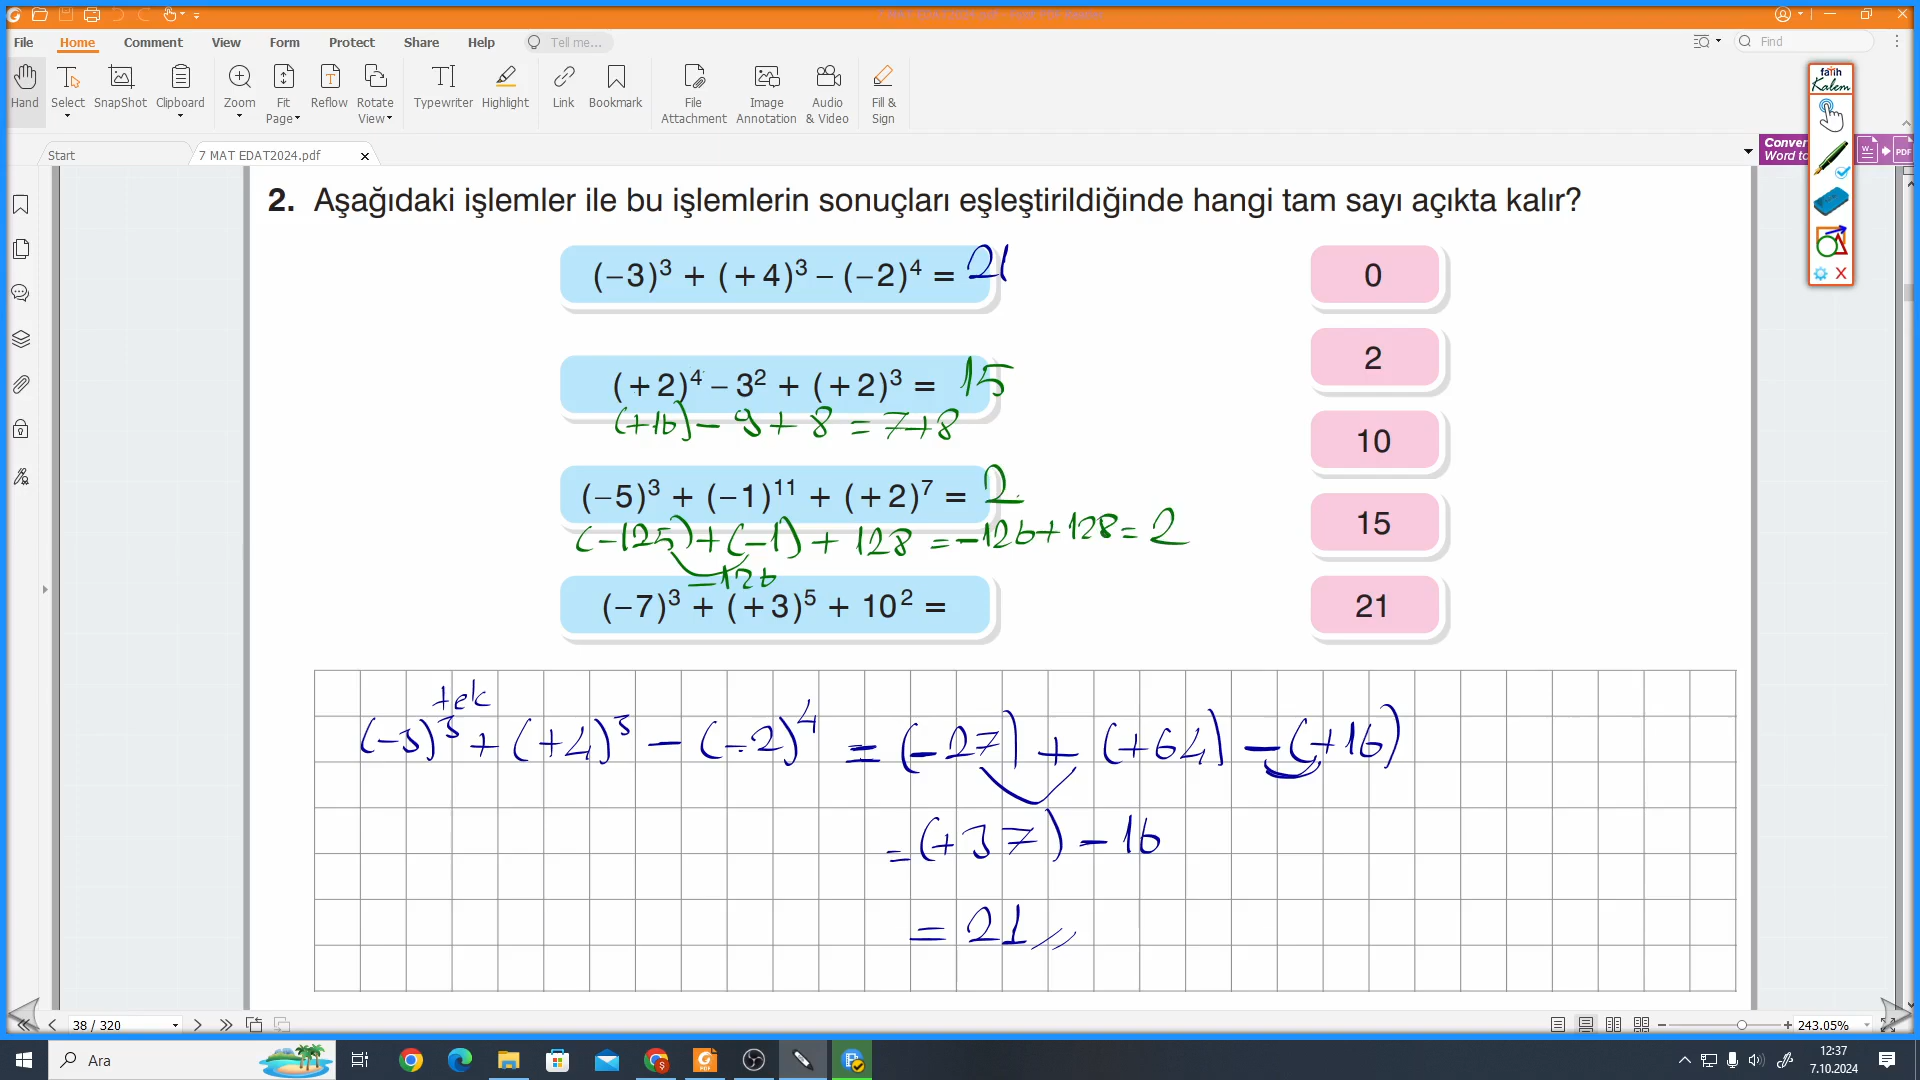 File Home Comment View Form Protect Share Help Tell me... Find
Hand Select SnapShot Clipboard Zoom Fit Page Reflow Rotate View Typewriter Highlight Link Bookmark File Attachment Image Annotation Audio & Video Fill & Sign
fatih Kalem
Start 7 MAT EDAT2024.pdf
2. Aşağıdaki işlemler ile bu işlemlerin sonuçları eşleştirildiğinde hangi tam sayı açıkta kalır?
(−3)³ + (+4)³ − (−2)⁴ = 21
0
2
(+2)⁴ − 3² + (+2)³ = 15
(+16) − 9 + 8 = 7+8
10
(−5)³ + (−1)¹¹ + (+2)⁷ = 2
15
(−125) + (−1) + 128 = −126+128 = 2
−126
(−7)³ + (+3)⁵ + 10² =
21
tek
(−3)³ + (+4)³ − (−2)⁴ = (−27) + (+64) − (+16)
= (+37) − 16
= 21 //
38 / 320
243.05%
Ara
12:37
7.10.2024